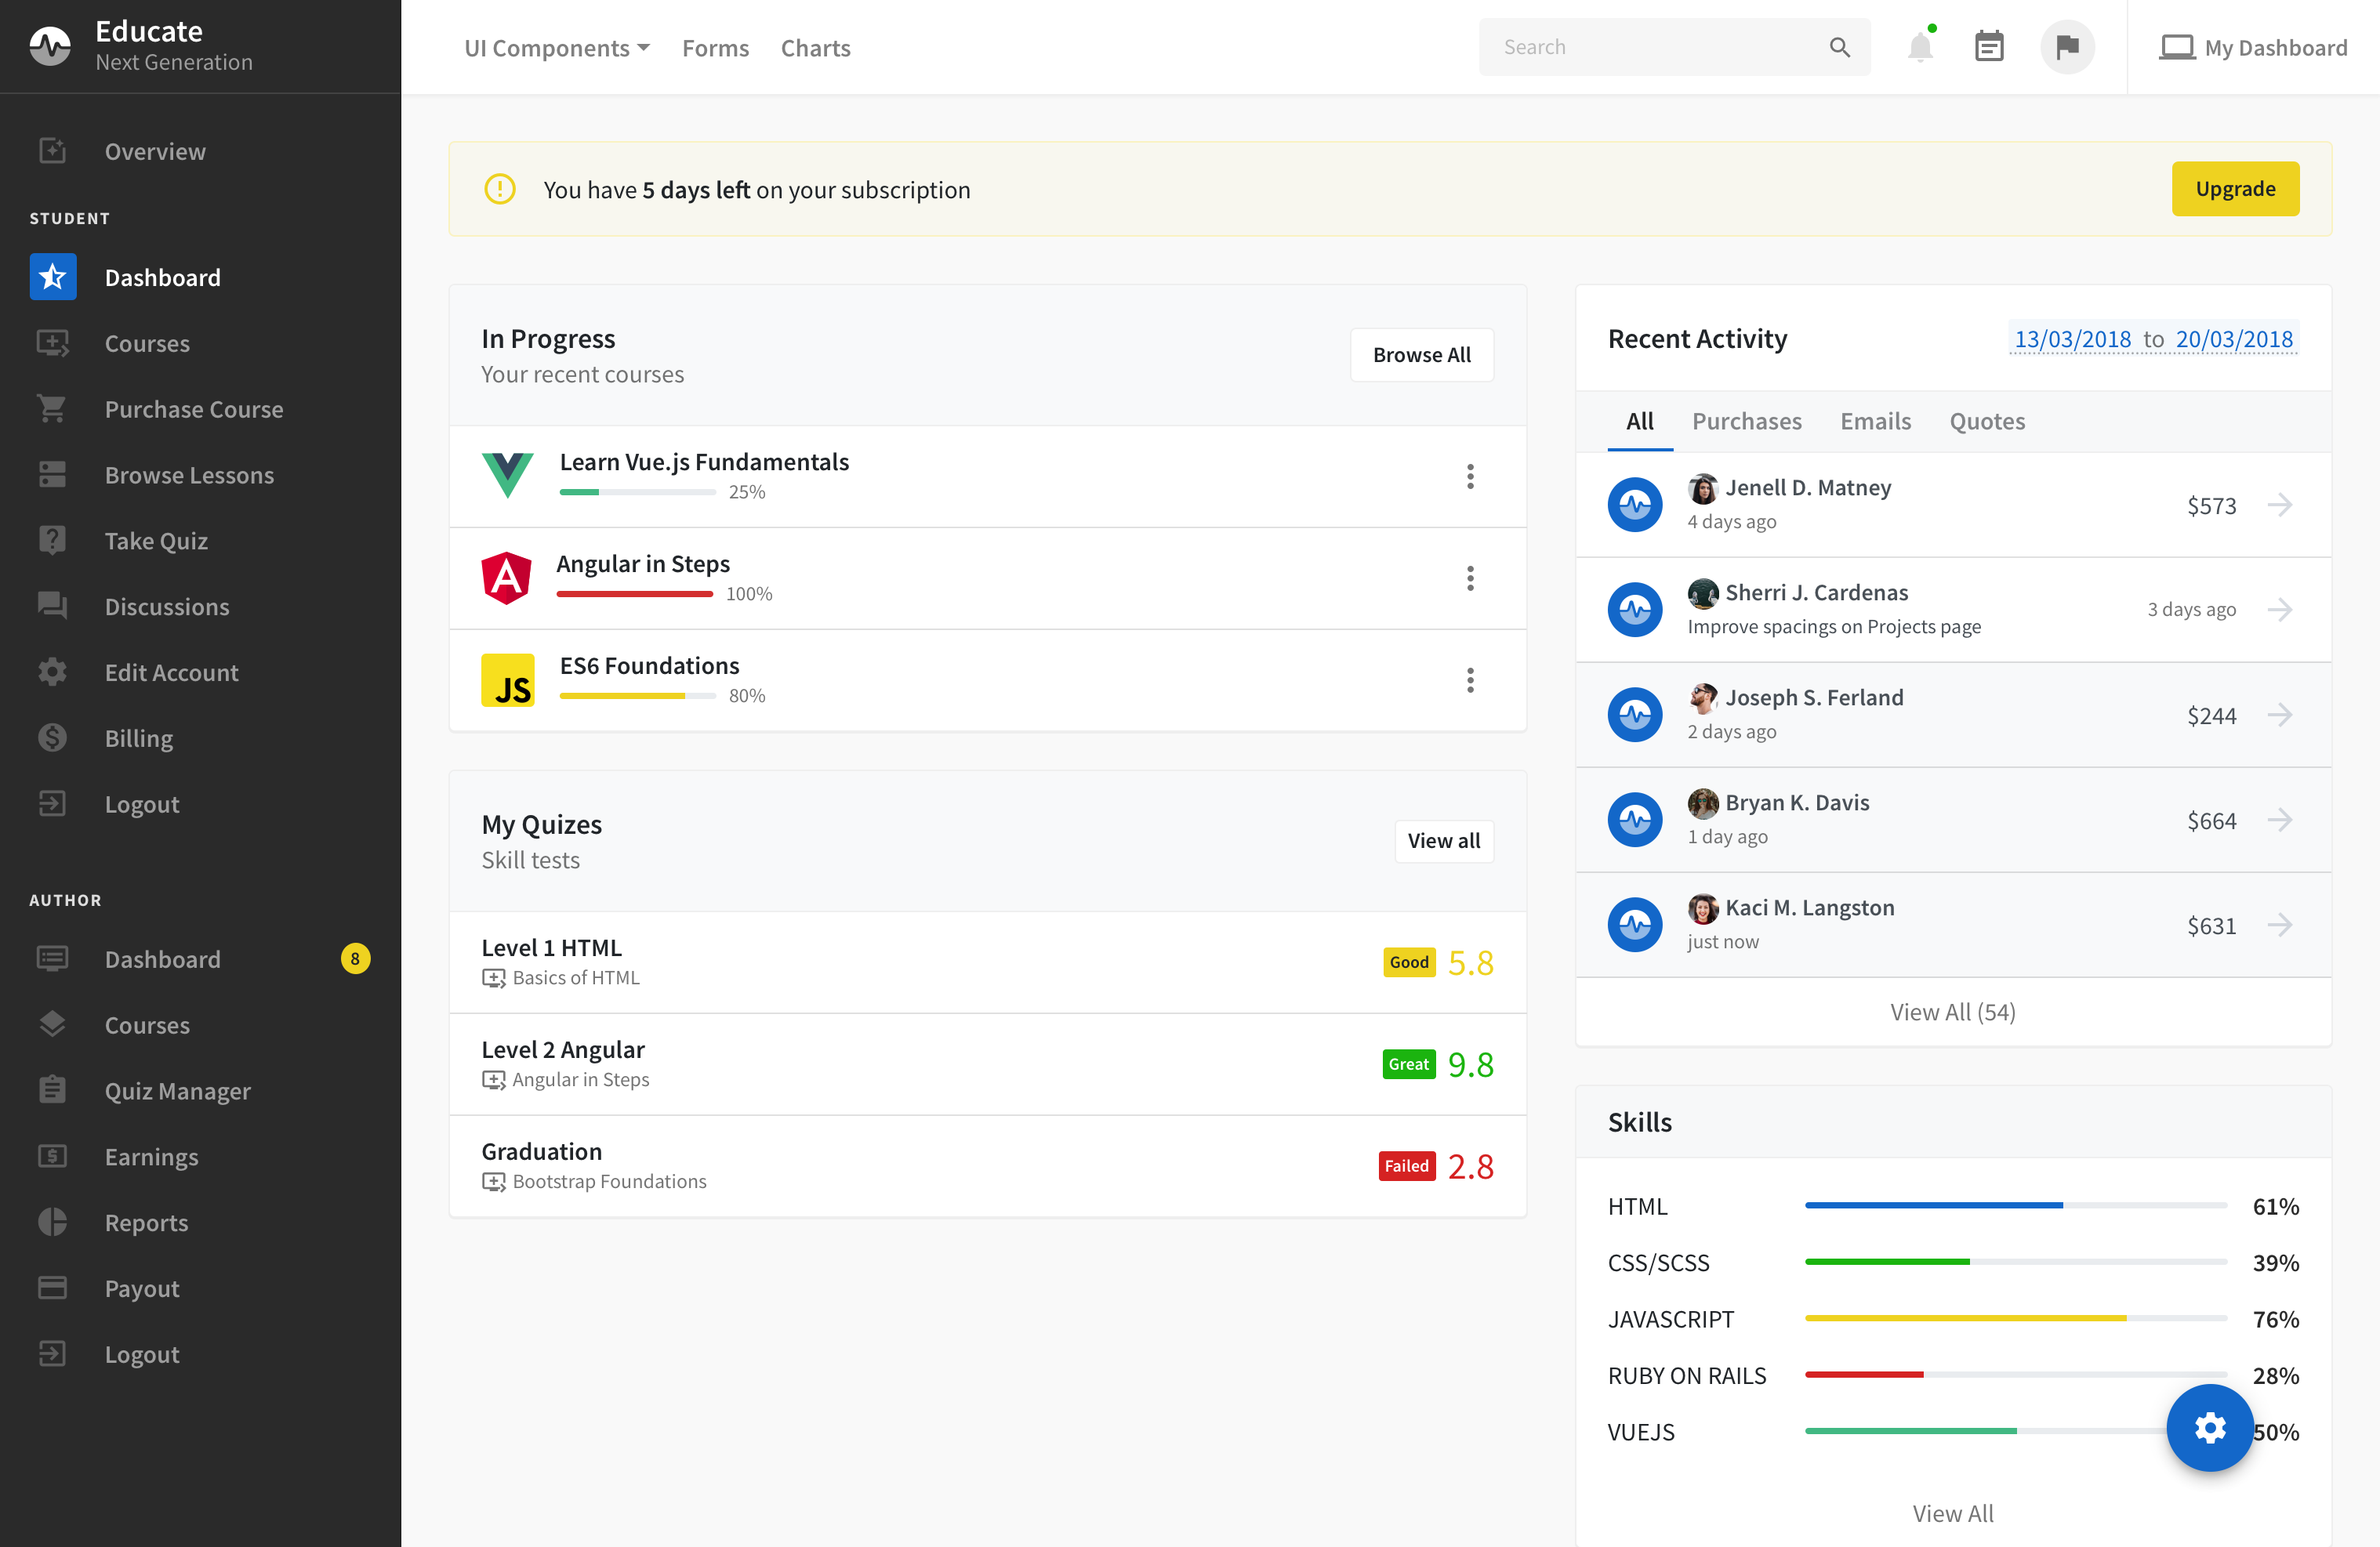 Educate
Next Generation
UI Components
Forms
Charts
Search
My Dashboard
Overview
STUDENT
Dashboard
Courses
Purchase Course
Browse Lessons
Take Quiz
Discussions
Edit Account
Billing
Logout
AUTHOR
Dashboard
8
Courses
Quiz Manager
Earnings
Reports
Payout
Logout
You have 5 days left on your subscription
Upgrade
In Progress
Your recent courses
Browse All
Learn Vue.js Fundamentals
25%
Angular in Steps
100%
JS
ES6 Foundations
80%
My Quizes
Skill tests
View all
Level 1 HTML
Basics of HTML
Good 5.8
Level 2 Angular
Angular in Steps
Great 9.8
Graduation
Bootstrap Foundations
Failed 2.8
Recent Activity
13/03/2018 to 20/03/2018
All
Purchases
Emails
Quotes
Jenell D. Matney
4 days ago
$573
Sherri J. Cardenas
Improve spacings on Projects page
3 days ago
Joseph S. Ferland
2 days ago
$244
Bryan K. Davis
1 day ago
$664
Kaci M. Langston
just now
$631
View All (54)
Skills
HTML 61%
CSS/SCSS 39%
JAVASCRIPT 76%
RUBY ON RAILS 28%
VUEJS 50%
View All